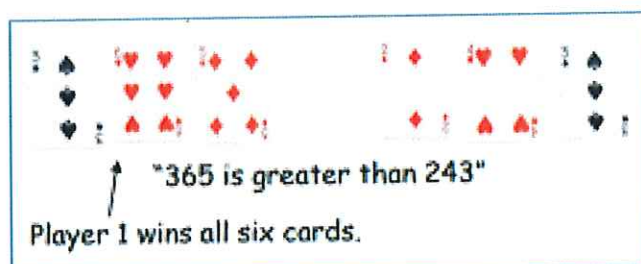 "365 is greater than 243"
Player 1 wins all six cards.